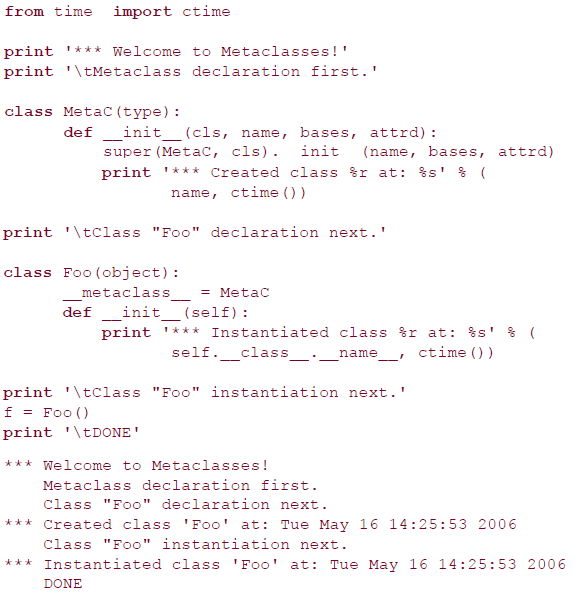 from time  import ctime
print '*** Welcome to Metaclasses!'
print '\tMetaclass declaration first.'
class MetaC(type):
      def __init__(cls, name, bases, attrd):
          super(MetaC, cls).  init  (name, bases, attrd)
          print '*** Created class %r at: %s' % (
                 name, ctime())
print '\tClass "Foo" declaration next.'
class Foo(object):
      __metaclass__ = MetaC
      def __init__(self):
          print '*** Instantiated class %r at: %s' % (
                 self.__class__.__name__, ctime())
print '\tClass "Foo" instantiation next.'
f = Foo()
print '\tDONE'
*** Welcome to Metaclasses!
    Metaclass declaration first.
    Class "Foo" declaration next.
*** Created class 'Foo' at: Tue May 16 14:25:53 2006
    Class "Foo" instantiation next.
*** Instantiated class 'Foo' at: Tue May 16 14:25:53 2006
    DONE